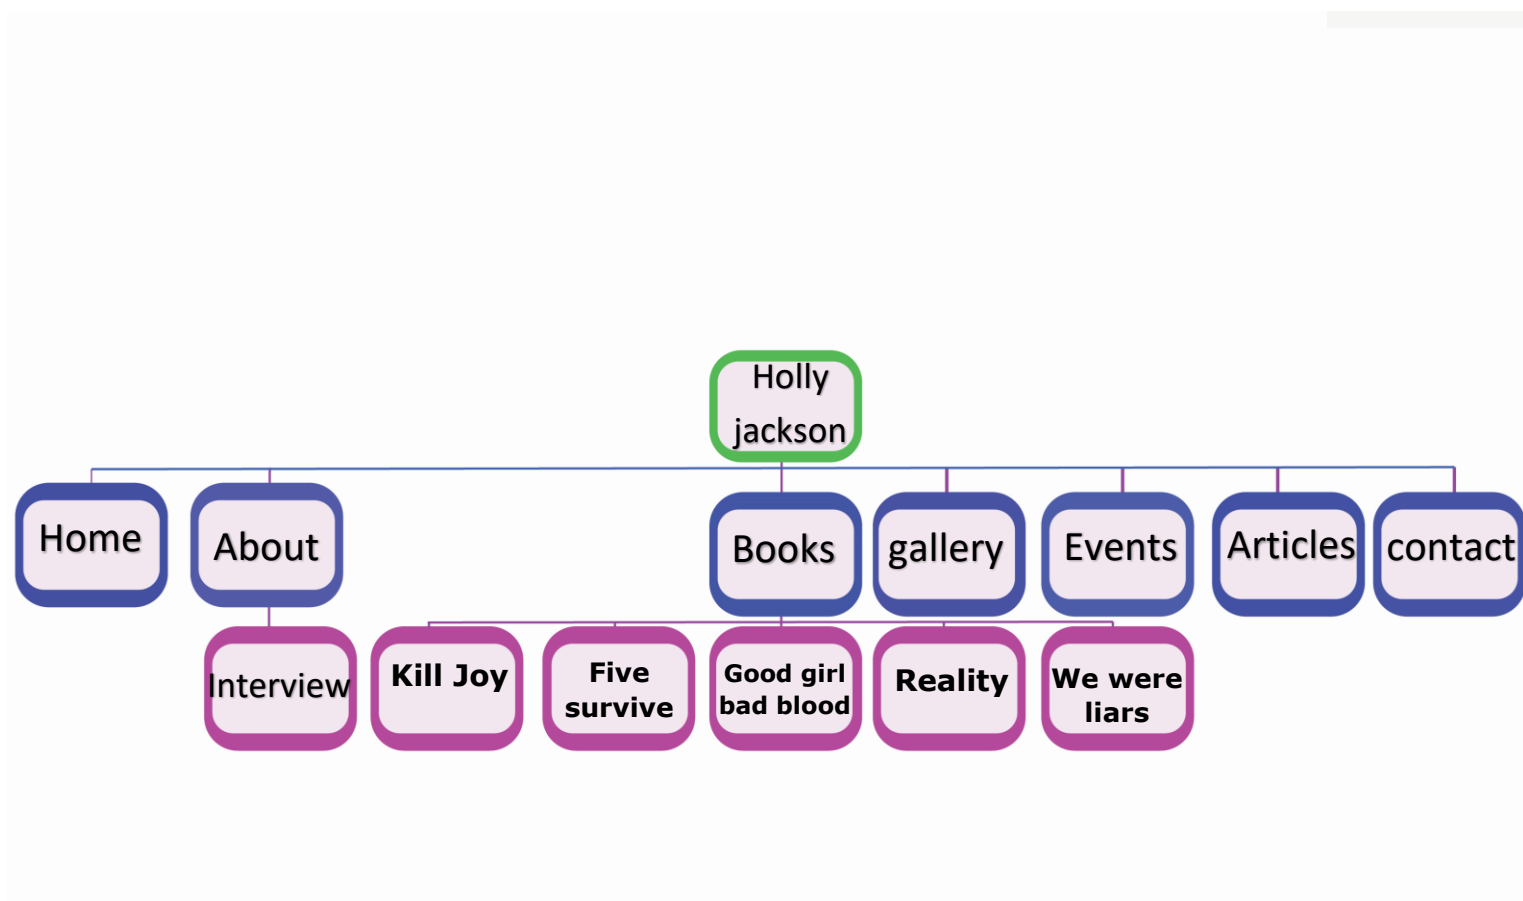 Holly
jackson
Home
About
Books
gallery
Events
Articles
contact
Interview
Kill Joy
Five
survive
Good girl
bad blood
Reality
We were
liars